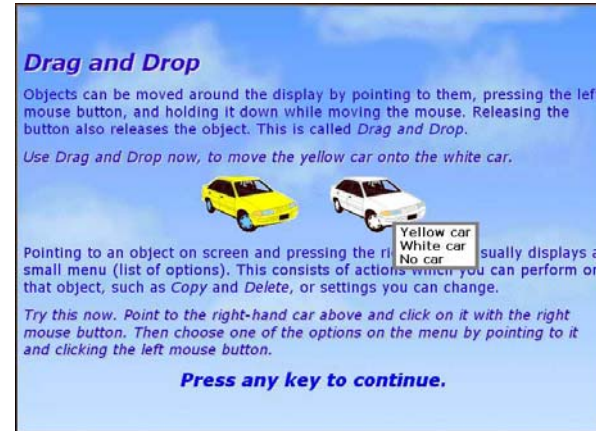 Drag and Drop
Objects can be moved around the display by pointing to them, pressing the lef
mouse button, and holding it down while moving the mouse. Releasing the
button also releases the object. This is called Drag and Drop.
Use Drag and Drop now, to move the yellow car onto the white car.
Yellow car
White car
No car
Pointing to an object on screen and pressing the ri sually displays a
small menu (list of options). This consists of actions which you can perform on
that object, such as Copy and Delete, or settings you can change.
Try this now. Point to the right-hand car above and click on it with the right
mouse button. Then choose one of the options on the menu by pointing to it
and clicking the left mouse button.
Press any key to continue.